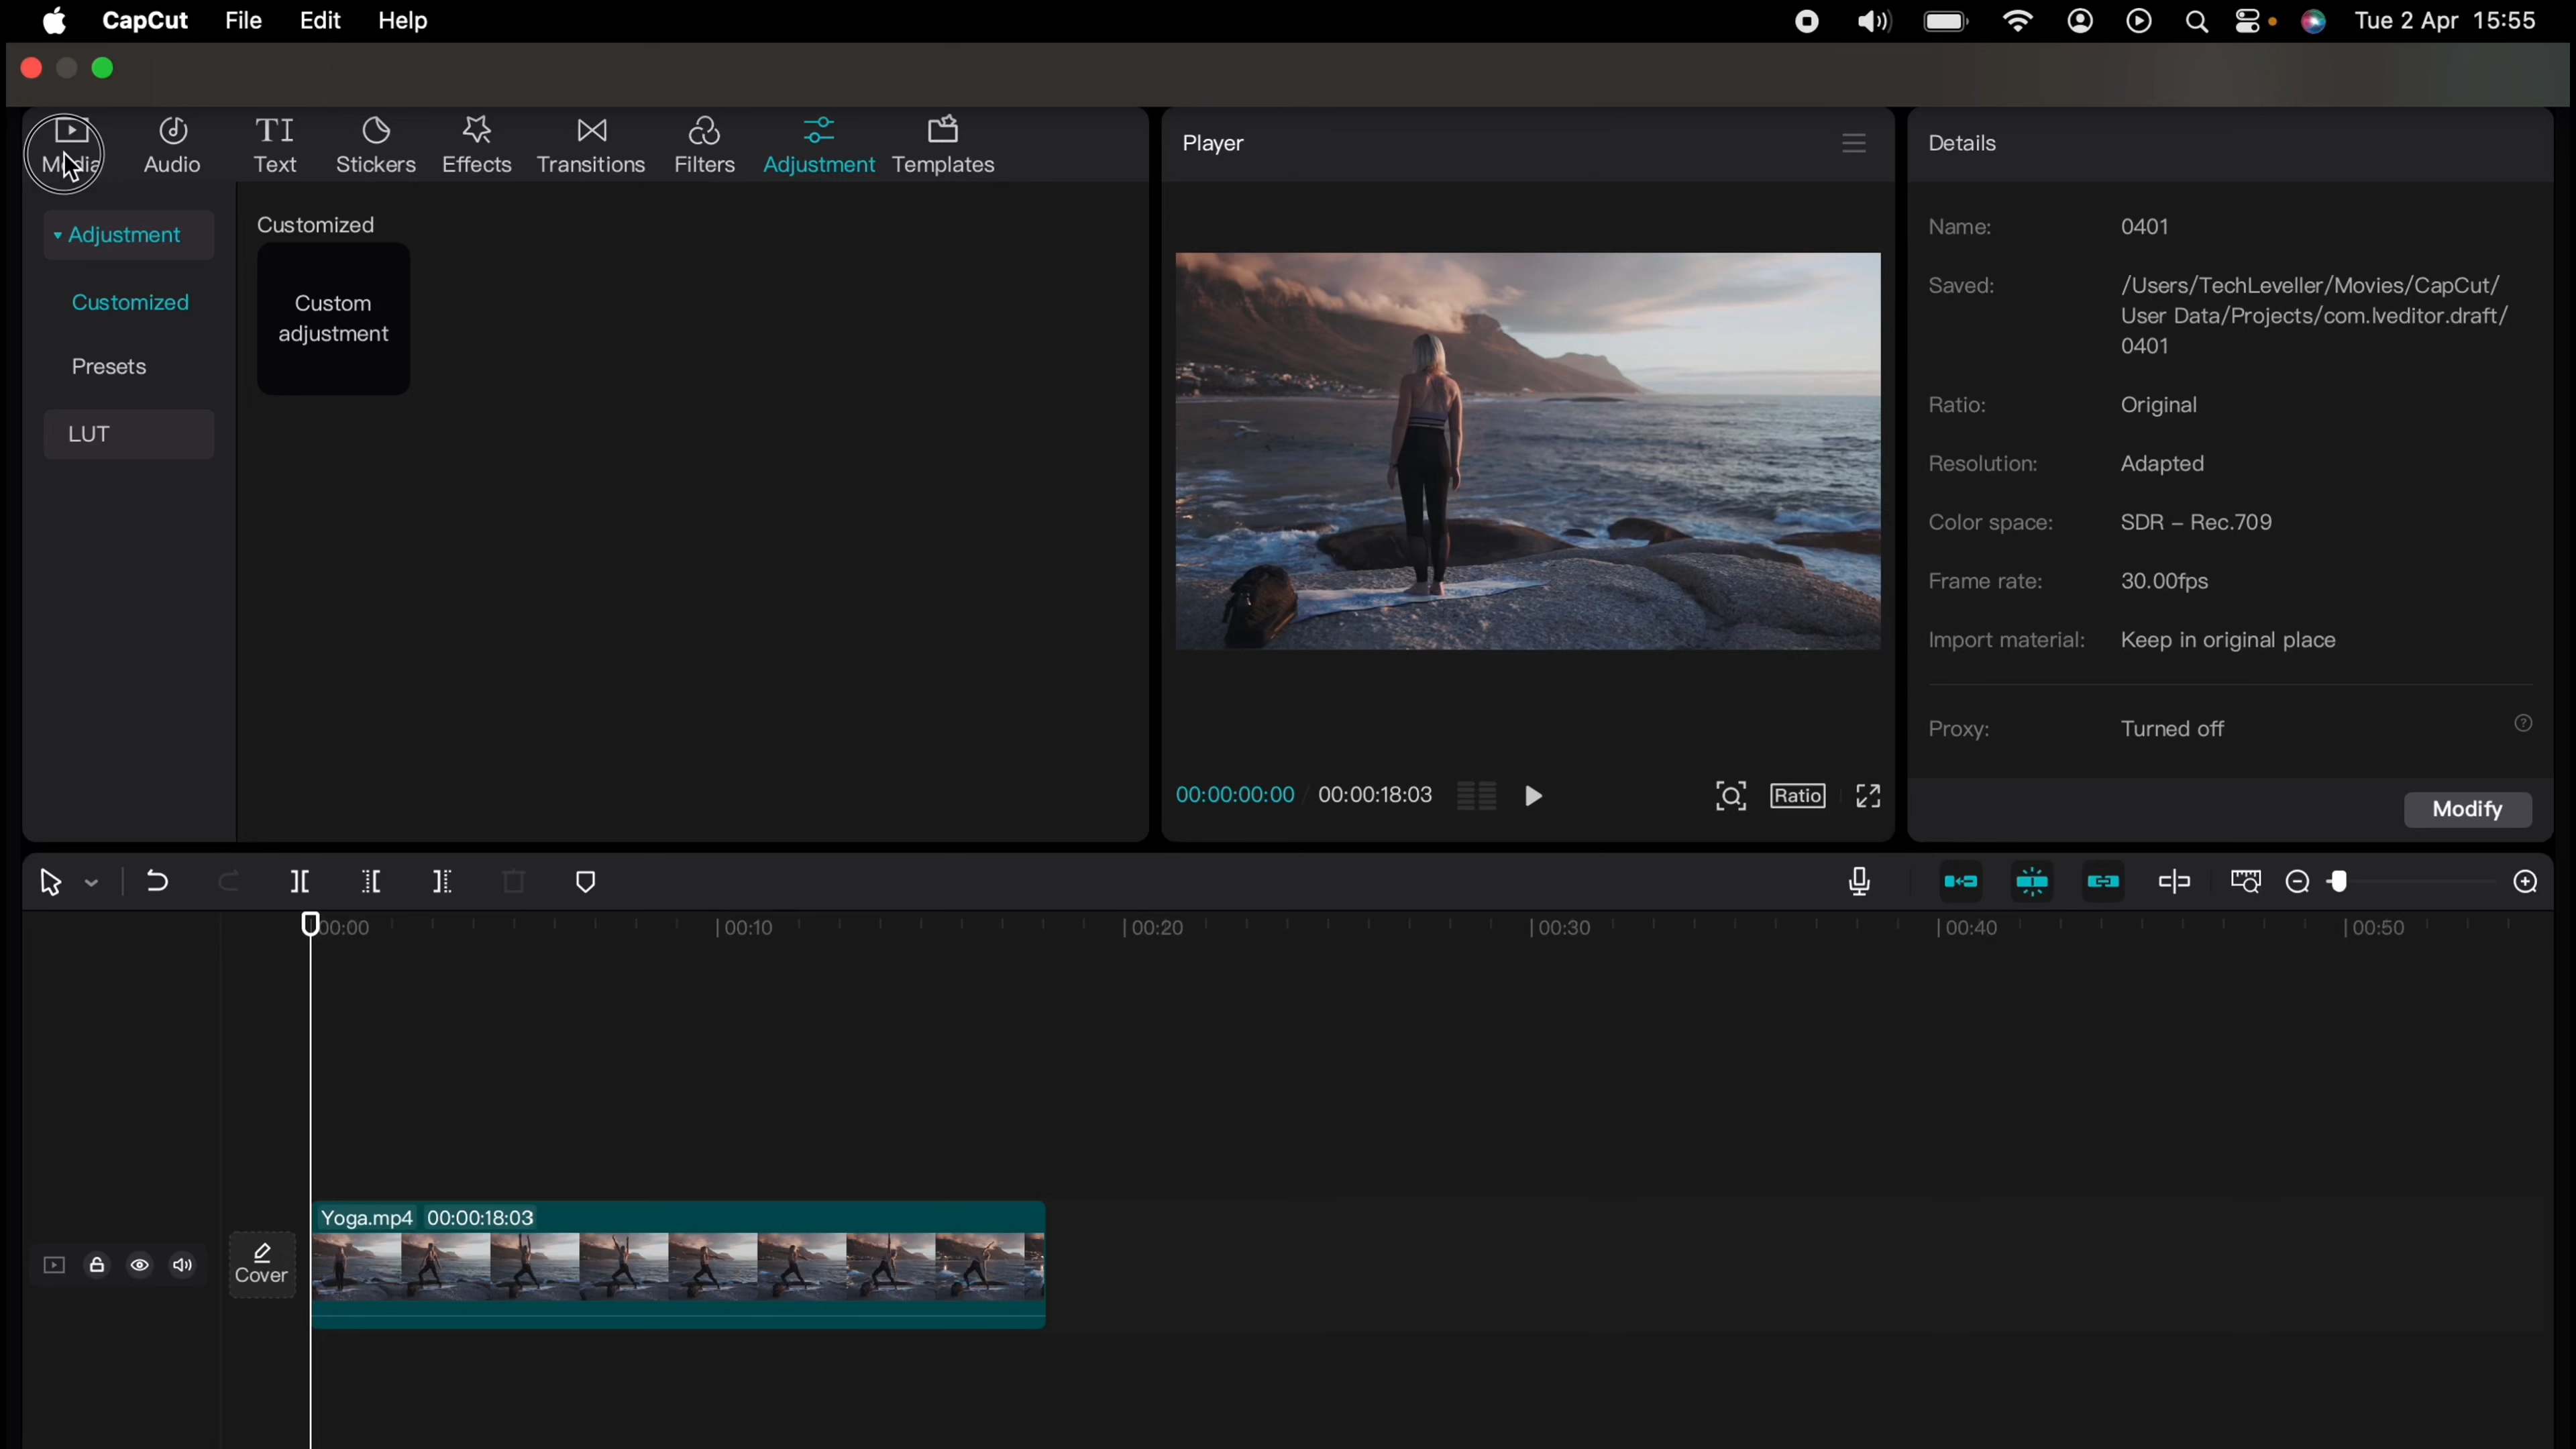 CapCut File Edit Help Tue 2 Apr 15:55
Media Audio Text Stickers Effects Transitions Filters Adjustment Templates
Adjustment
Customized
Presets
LUT
Customized
Custom
adjustment
Player
00:00:00:00 / 00:00:18:03
Ratio
Details
Name: 0401
Saved: /Users/TechLeveller/Movies/CapCut/
User Data/Projects/com.lveditor.draft/
0401
Ratio: Original
Resolution: Adapted
Color space: SDR – Rec.709
Frame rate: 30.00fps
Import material: Keep in original place
Proxy: Turned off
Modify
00:00 00:10 00:20 00:30 00:40 00:50
Yoga.mp4 00:00:18:03
Cover